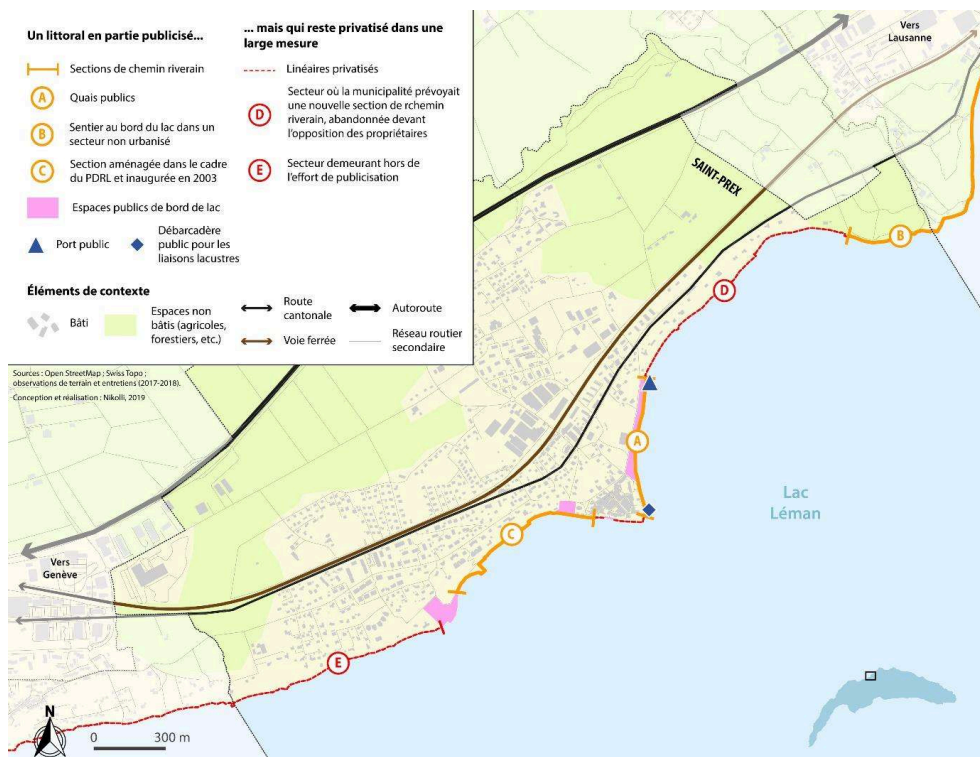 Un littoral en partie publicisé...
Sections de chemin riverain
A
Quais publics
B
Sentier au bord du lac dans un
secteur non urbanisé
C
Section aménagée dans le cadre
du PDRL et inaugurée en 2003
Espaces publics de bord de lac
Port public
Débarcadère
public pour les
liaisons lacustres
... mais qui reste privatisé dans une
large mesure
Linéaires privatisés
D
Secteur où la municipalité prévoyait
une nouvelle section de rchemin
riverain, abandonnée devant
l'opposition des propriétaires
E
Secteur demeurant hors de
l'effort de publicisation
Éléments de contexte
Bâti
Espaces non
bâtis (agricoles,
forestiers, etc.)
Route
cantonale
Voie ferrée
Autoroute
Réseau routier
secondaire
Sources : Open StreetMap ; Swiss Topo ;
observations de terrain et entretiens (2017-2018).
Conception et réalisation : Nikolli, 2019
Vers
Lausanne
SAINT-PREX
B
D
A
C
E
Lac
Léman
Vers
Genève
N
0 300 m